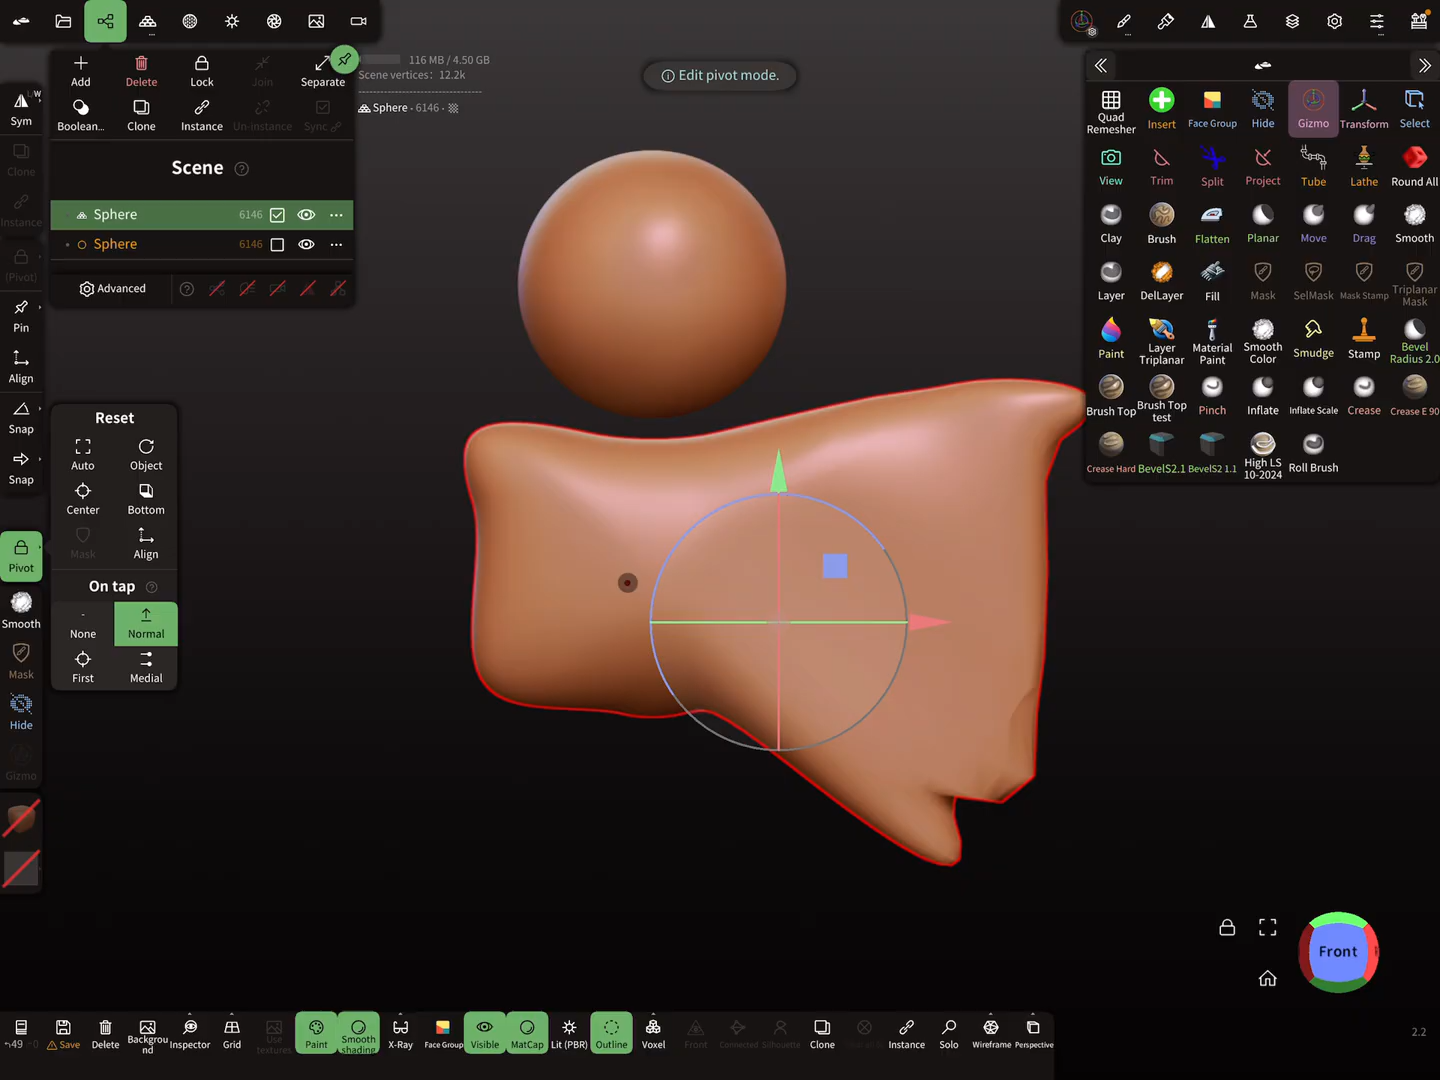 116 MB / 4.50 GB
Scene vertices: 12.2k
Sphere · 6146 ·
Edit pivot mode.
Add
Delete
Lock
Join
Separate
Boolean...
Clone
Instance
Un-instance
Sync
Scene
Sphere 6146
Sphere 6146
Advanced
L/W
Sym
Clone
Instance
(Pivot)
Pin
Align
Snap
Snap
Pivot
Smooth
Mask
Hide
Gizmo
Reset
Auto
Object
Center
Bottom
Mask
Align
On tap
None
Normal
First
Medial
Quad Remesher
Insert
Face Group
Hide
Gizmo
Transform
Select
View
Trim
Split
Project
Tube
Lathe
Round All
Clay
Brush
Flatten
Planar
Move
Drag
Smooth
Layer
DelLayer
Fill
Mask
SelMask
Mask Stamp
Triplanar Mask
Paint
Layer Triplanar
Material Paint
Smooth Color
Smudge
Stamp
Bevel Radius 2.0
Brush Top
Brush Top test
Pinch
Inflate
Inflate Scale
Crease
Crease E 90
Crease Hard
BevelS2.1
BevelS2 1.1
High LS 10-2024
Roll Brush
Front
2.2
49
0
Save
Delete
Backgrou nd
Inspector
Grid
Use textures
Paint
Smooth shading
X-Ray
Face Group
Visible
MatCap
Lit (PBR)
Outline
Voxel
Front
Connected
Silhouette
Clone
Instance
Solo
Wireframe
Perspective